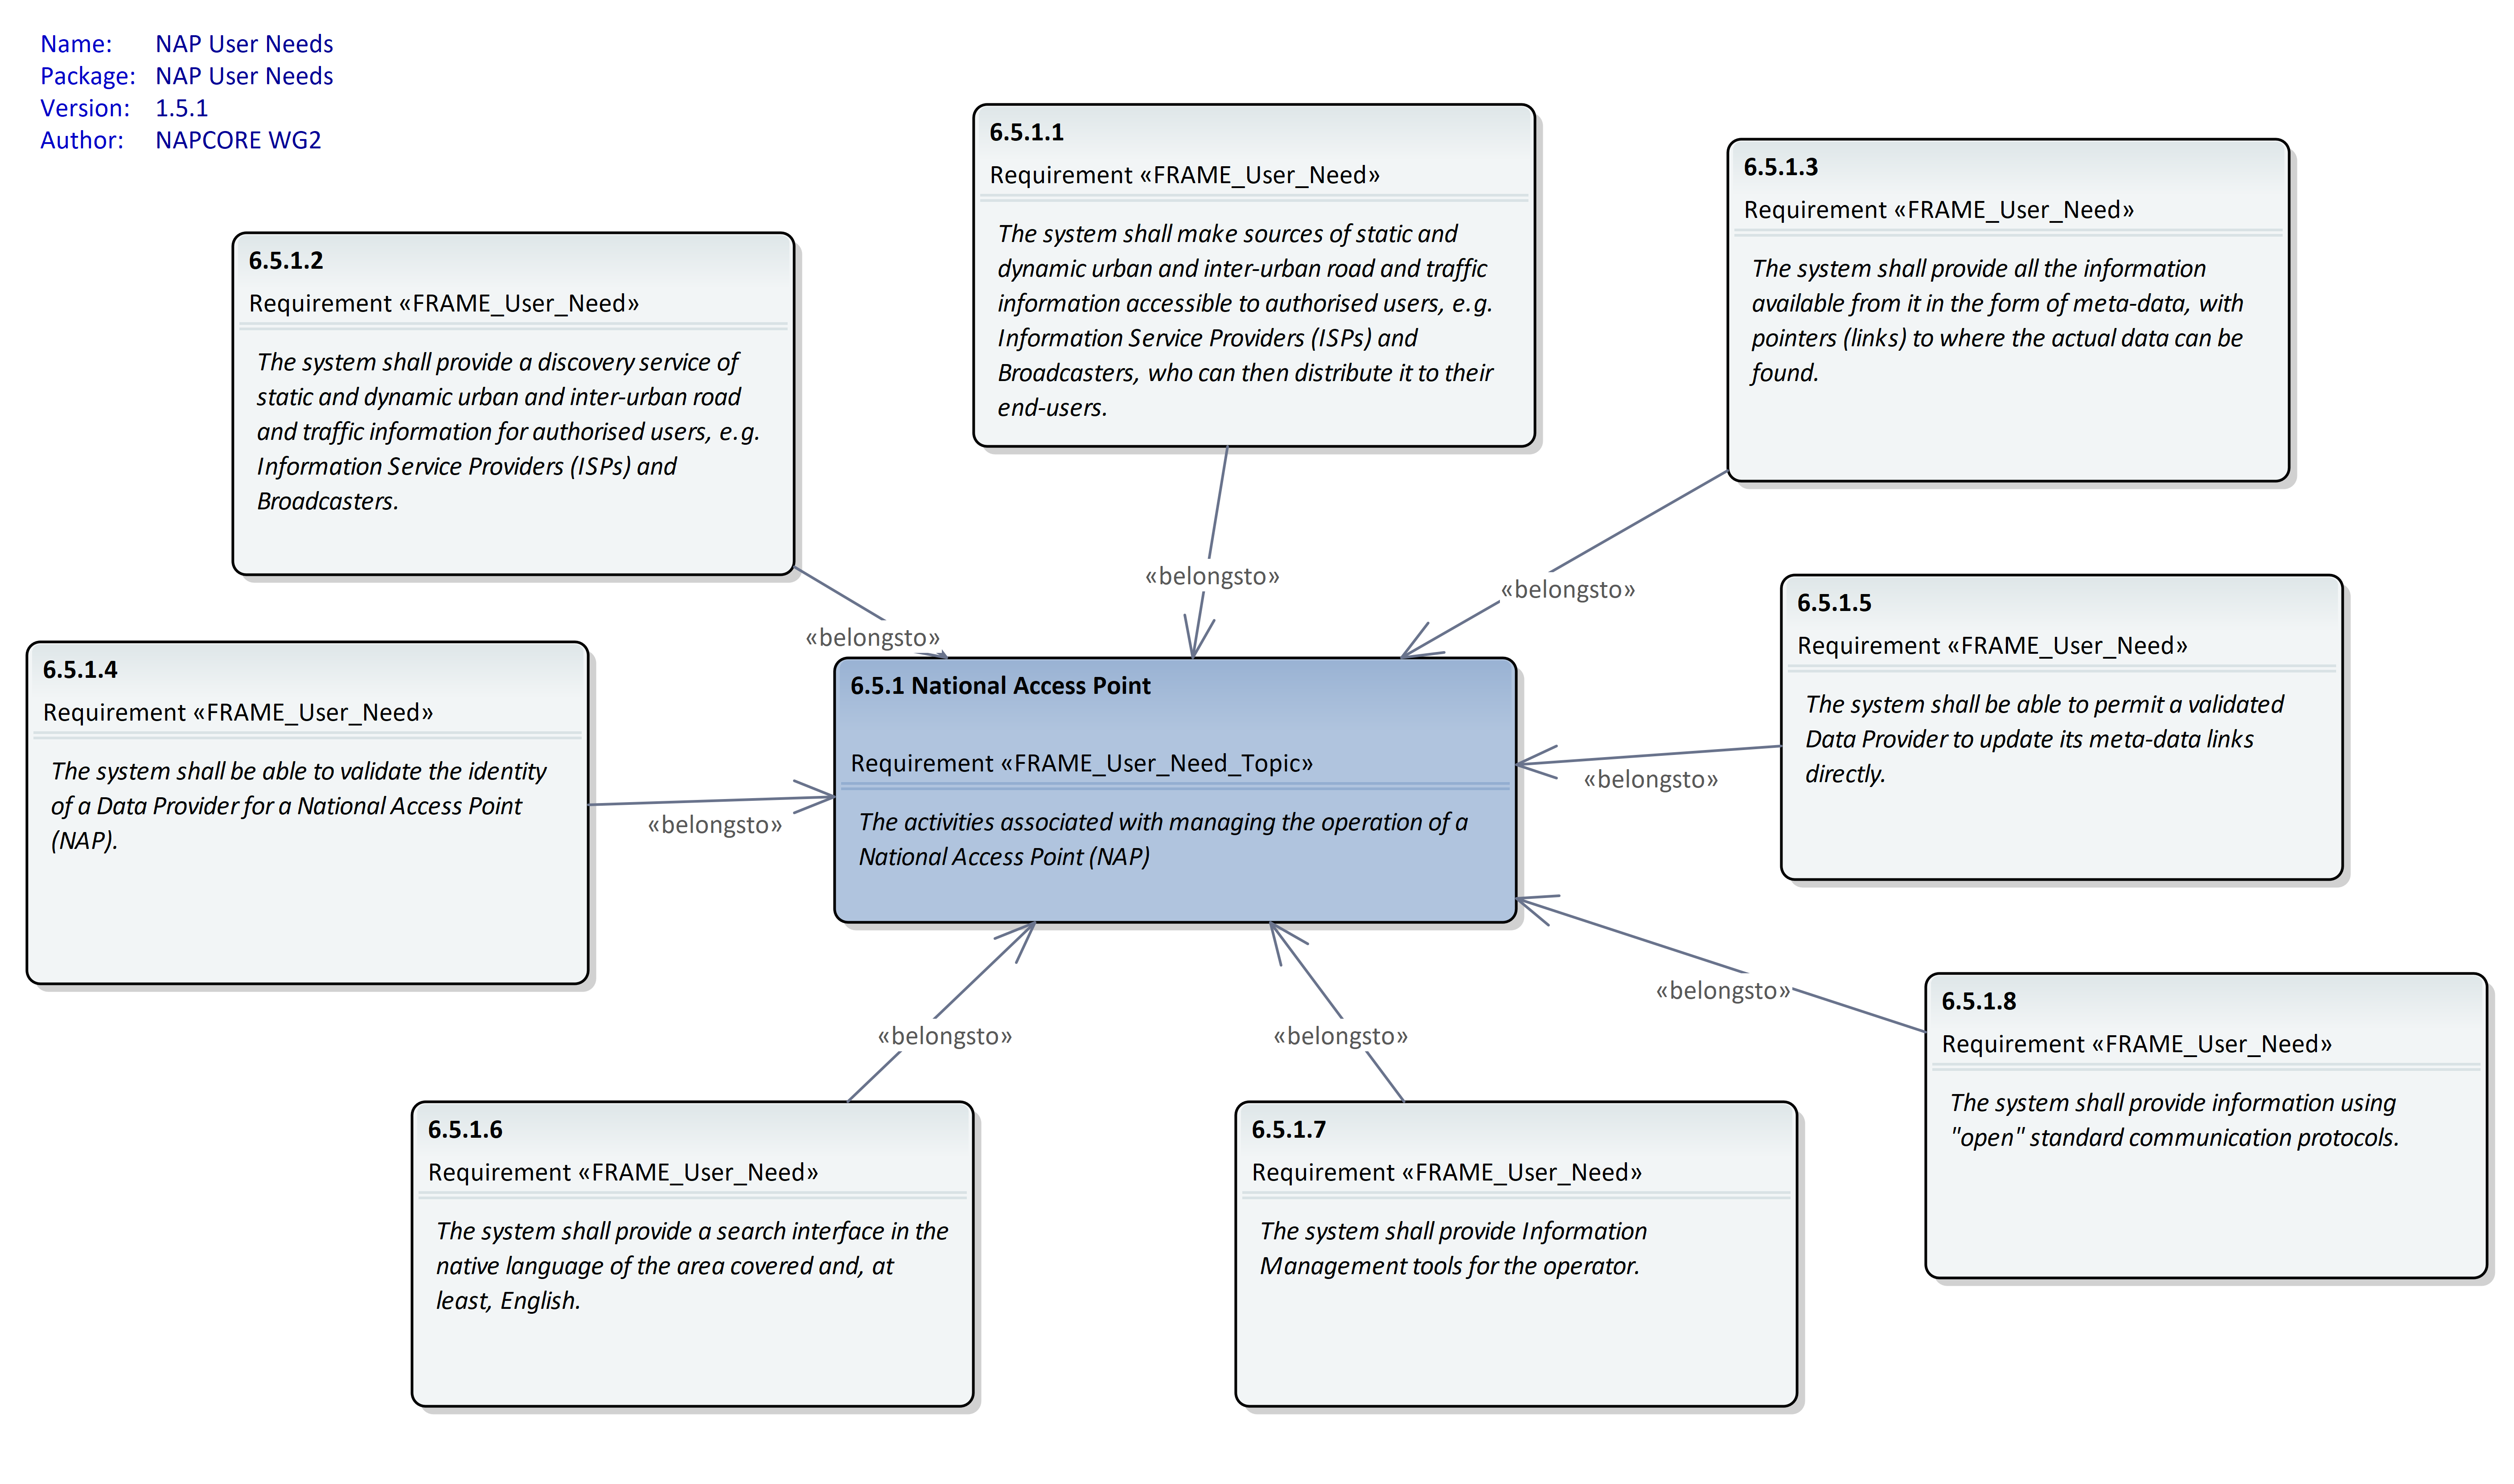 Name: NAP User Needs
Package: NAP User Needs
Version: 1.5.1
Author: NAPCORE WG2
6.5.1.1
Requirement «FRAME_User_Need»
The system shall make sources of static and
dynamic urban and inter-urban road and traffic
information accessible to authorised users, e.g.
Information Service Providers (ISPs) and
Broadcasters, who can then distribute it to their
end-users.
6.5.1.3
Requirement «FRAME_User_Need»
The system shall provide all the information
available from it in the form of meta-data, with
pointers (links) to where the actual data can be
found.
6.5.1.2
Requirement «FRAME_User_Need»
The system shall provide a discovery service of
static and dynamic urban and inter-urban road
and traffic information for authorised users, e.g.
Information Service Providers (ISPs) and
Broadcasters.
«belongsto»
«belongsto»
«belongsto»
6.5.1.5
Requirement «FRAME_User_Need»
The system shall be able to permit a validated
Data Provider to update its meta-data links
directly.
6.5.1.4
Requirement «FRAME_User_Need»
The system shall be able to validate the identity
of a Data Provider for a National Access Point
(NAP).
6.5.1 National Access Point
Requirement «FRAME_User_Need_Topic»
The activities associated with managing the operation of a
National Access Point (NAP)
«belongsto»
«belongsto»
«belongsto»
«belongsto»
«belongsto»
6.5.1.8
Requirement «FRAME_User_Need»
The system shall provide information using
"open" standard communication protocols.
6.5.1.6
Requirement «FRAME_User_Need»
The system shall provide a search interface in the
native language of the area covered and, at
least, English.
6.5.1.7
Requirement «FRAME_User_Need»
The system shall provide Information
Management tools for the operator.